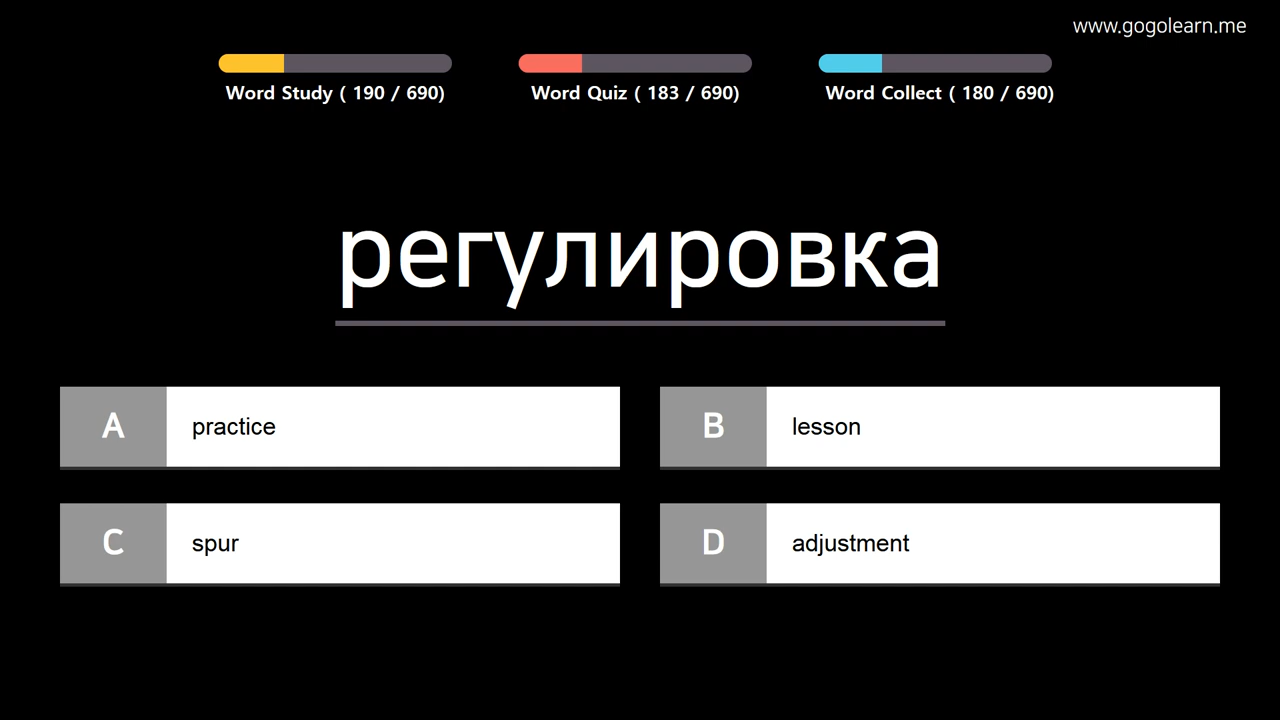 www.gogolearn.me
Word Study ( 190 / 690)
Word Quiz ( 183 / 690)
Word Collect ( 180 / 690)
регулировка
A practice
B lesson
C spur
D adjustment